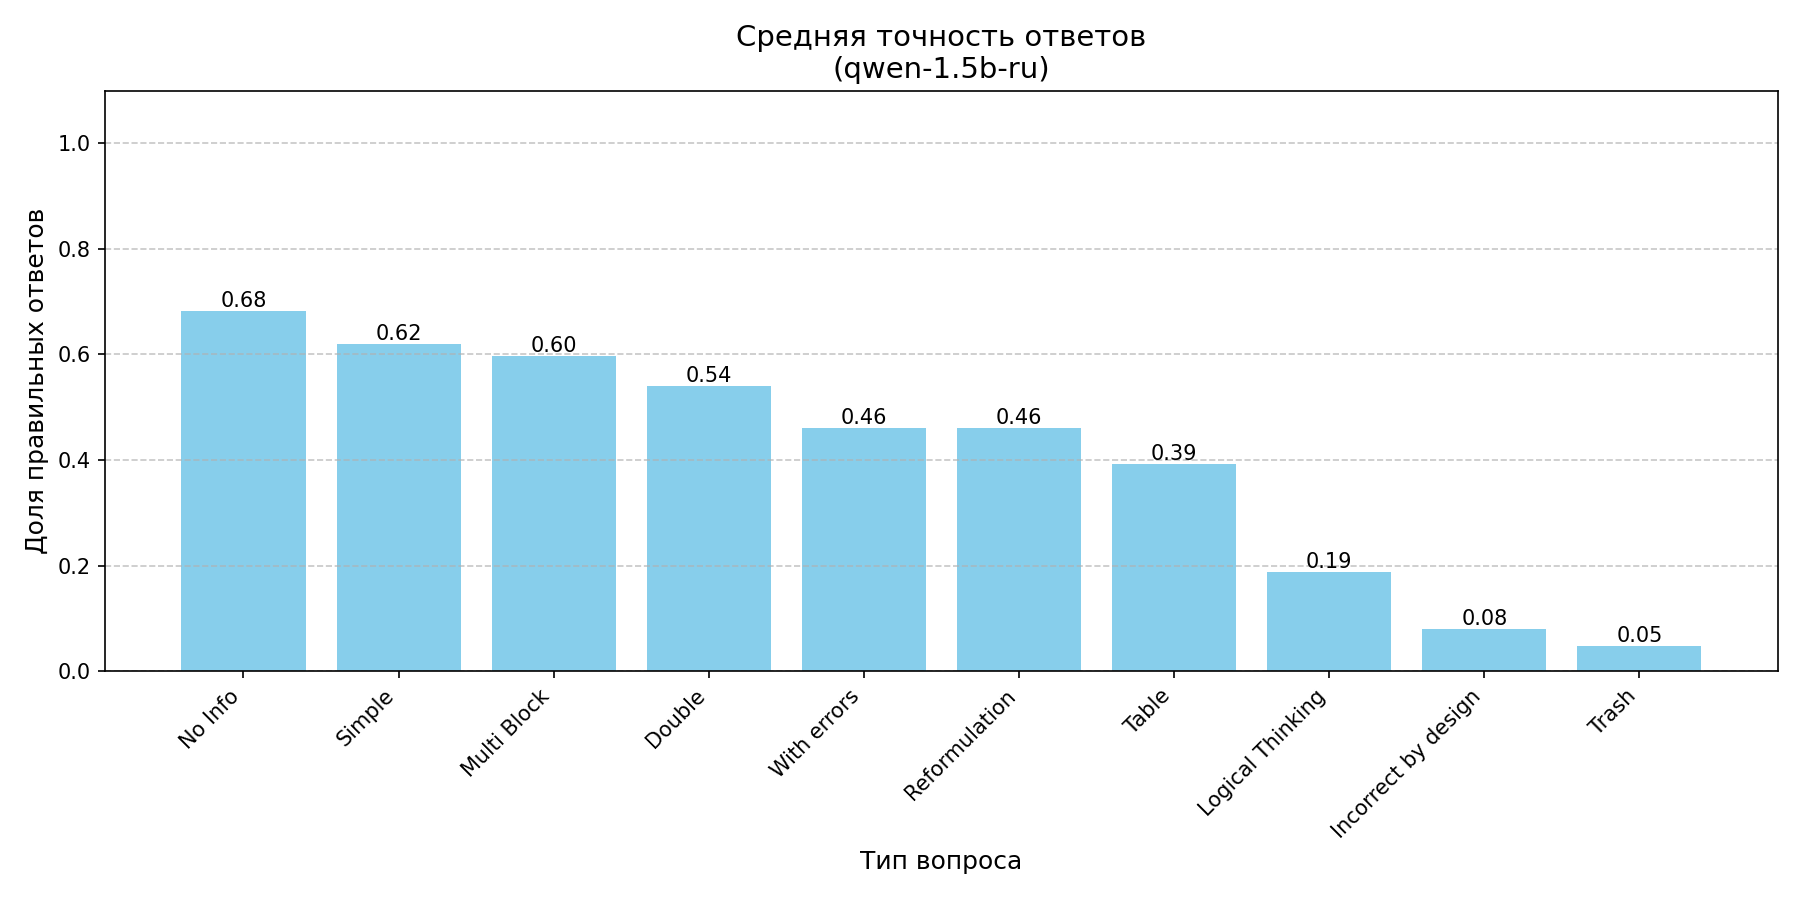 Средняя точность ответов
(qwen-1.5b-ru)
Доля правильных ответов
1.0
0.8
0.6
0.4
0.2
0.0
0.68
0.62
0.60
0.54
0.46
0.46
0.39
0.19
0.08
0.05
No Info
Simple
Multi Block
Double
With errors
Reformulation
Table
Logical Thinking
Incorrect by design
Trash
Тип вопроса